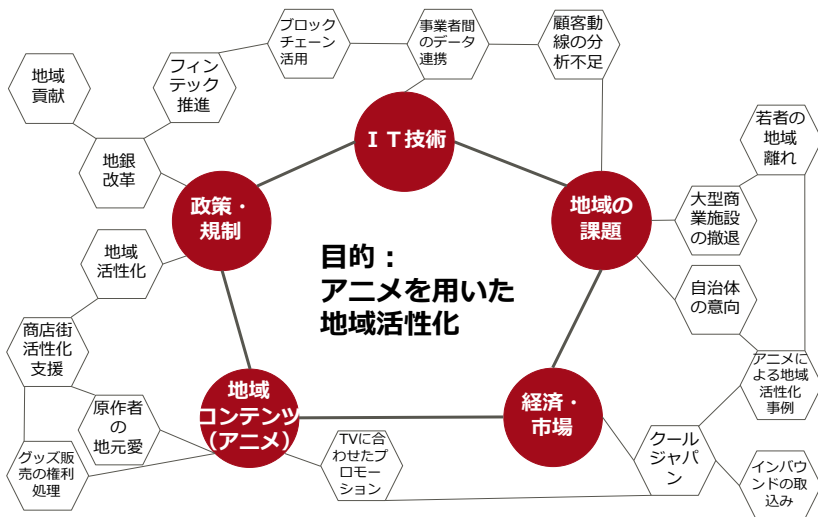 ブロック
チェーン
活用
事業者間
のデータ
連携
顧客動
線の分
析不足
地域
貢献
フィン
テック
推進
ＩＴ技術
若者の
地域
離れ
地銀
改革
政策・
規制
地域の
課題
大型商
業施設
の撤退
地域
活性化
目的：
アニメを用いた
地域活性化
自治体
の意向
商店街
活性化
支援
地域
コンテンツ
（アニメ）
経済・
市場
アニメによ
る地域
活性化
事例
原作者
の
地元愛
グッズ販
売の権利
処理
TVに合
わせたプ
ロモー
ション
クール
ジャパ
ン
インバウ
ンドの取
込み